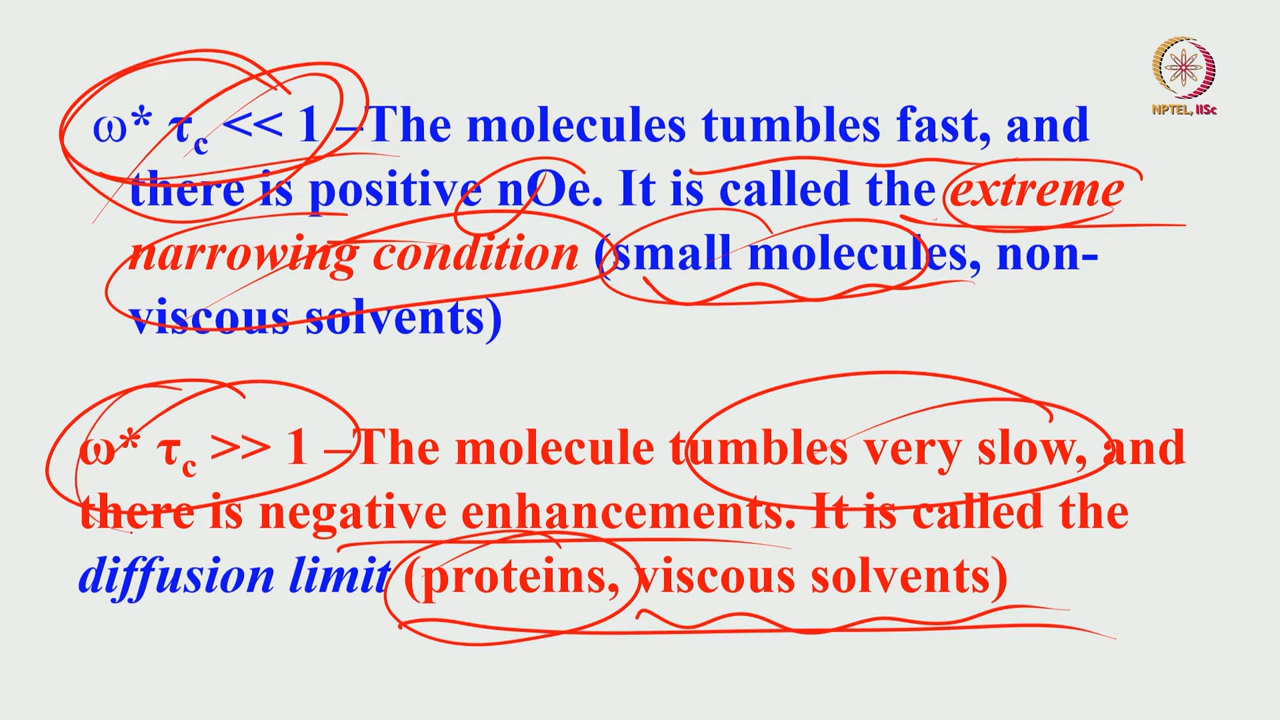 NPTEL, IISc
ω* τc << 1 –The molecules tumbles fast, and
there is positive nOe. It is called the extreme
narrowing condition (small molecules, non-
viscous solvents)
ω* τc >> 1 –The molecule tumbles very slow, and
there is negative enhancements. It is called the
diffusion limit (proteins, viscous solvents)